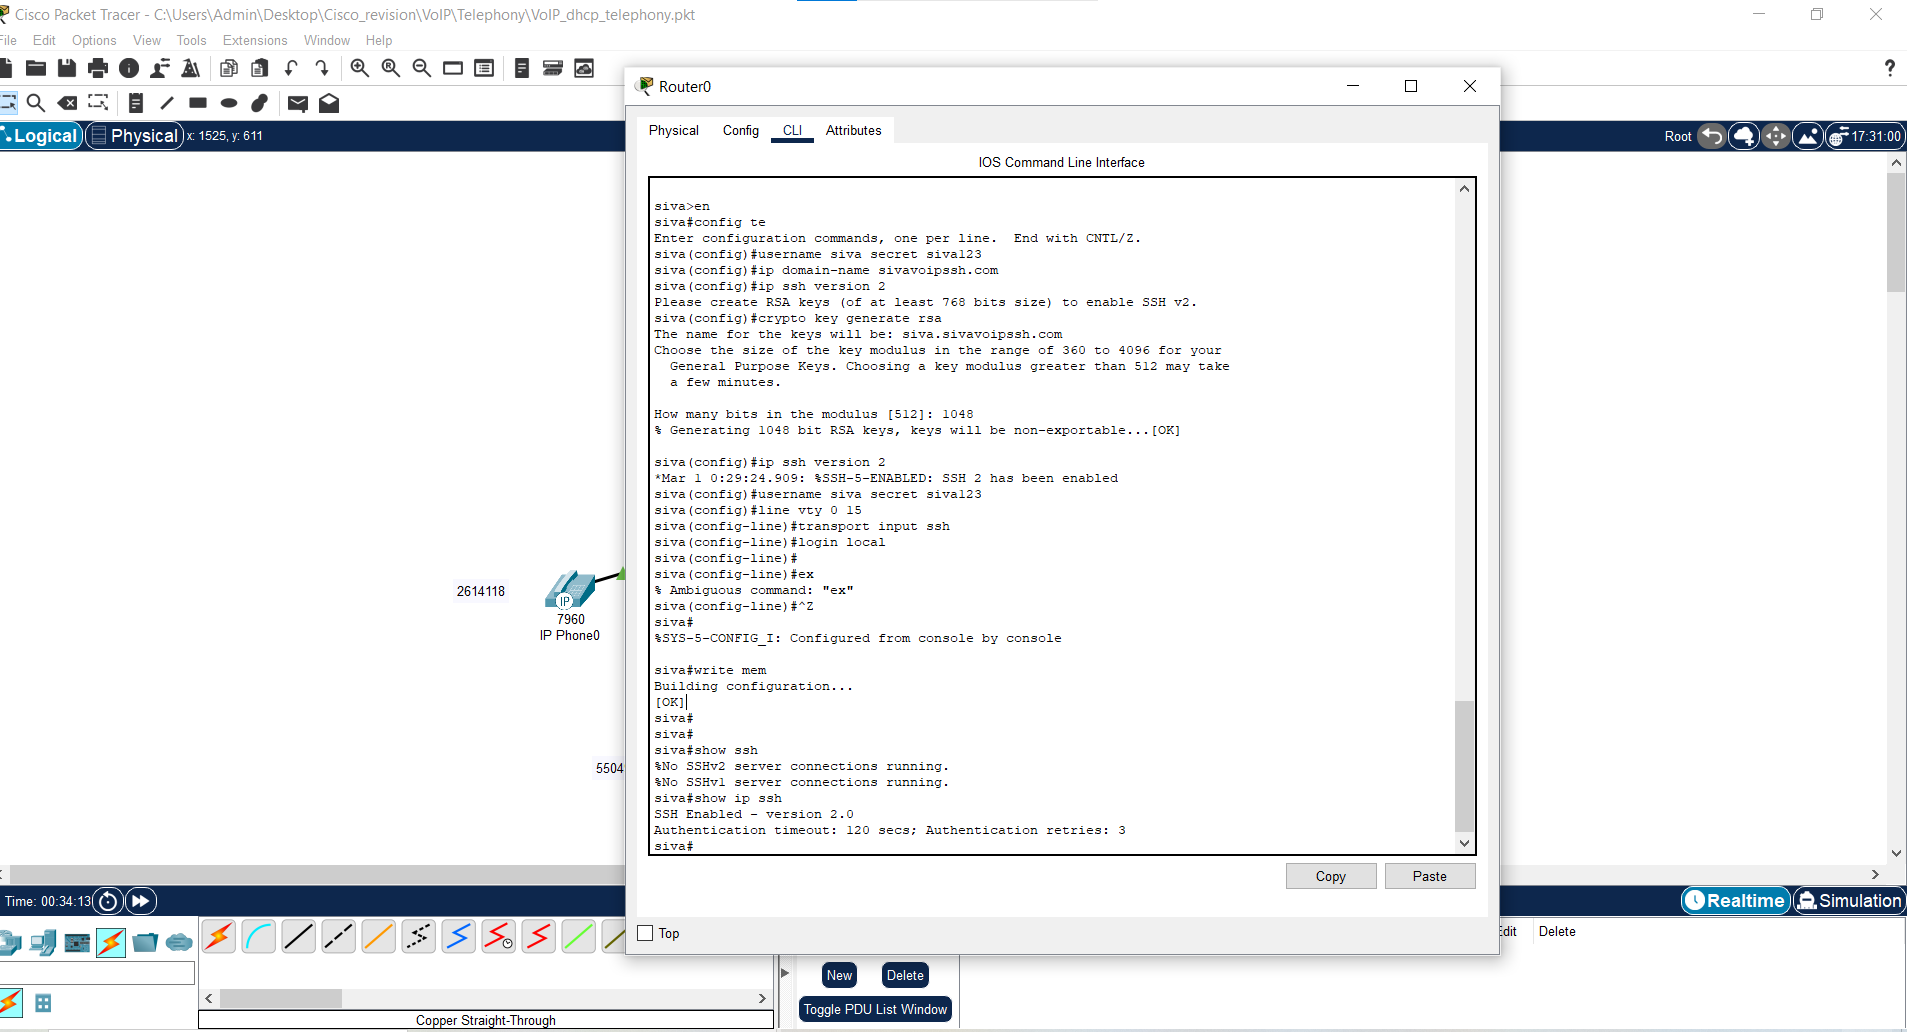 Cisco Packet Tracer - C:\Users\Admin\Desktop\Cisco_revision\VoIP\Telephony\VoIP_dhcp_telephony.pkt
File Edit Options View Tools Extensions Window Help
Logical Physical x: 1525, y: 611
Root 17:31:00
Router0
Physical Config CLI Attributes
IOS Command Line Interface
siva>en
siva#config te
Enter configuration commands, one per line.  End with CNTL/Z.
siva(config)#username siva secret siva123
siva(config)#ip domain-name sivavoipssh.com
siva(config)#ip ssh version 2
Please create RSA keys (of at least 768 bits size) to enable SSH v2.
siva(config)#crypto key generate rsa
The name for the keys will be: siva.sivavoipssh.com
Choose the size of the key modulus in the range of 360 to 4096 for your
General Purpose Keys. Choosing a key modulus greater than 512 may take
a few minutes.
How many bits in the modulus [512]: 1048
% Generating 1048 bit RSA keys, keys will be non-exportable...[OK]
siva(config)#ip ssh version 2
*Mar 1 0:29:24.909: %SSH-5-ENABLED: SSH 2 has been enabled
siva(config)#username siva secret siva123
siva(config)#line vty 0 15
siva(config-line)#transport input ssh
siva(config-line)#login local
siva(config-line)#
siva(config-line)#ex
% Ambiguous command: "ex"
siva(config-line)#^Z
siva#
%SYS-5-CONFIG_I: Configured from console by console
siva#write mem
Building configuration...
[OK]
siva#
siva#
siva#show ssh
%No SSHv2 server connections running.
%No SSHv1 server connections running.
siva#show ip ssh
SSH Enabled - version 2.0
Authentication timeout: 120 secs; Authentication retries: 3
siva#
Copy Paste
Top
2614118
IP
7960
IP Phone0
5504
Time: 00:34:13
Realtime Simulation
Edit Delete
New Delete
Toggle PDU List Window
Copper Straight-Through